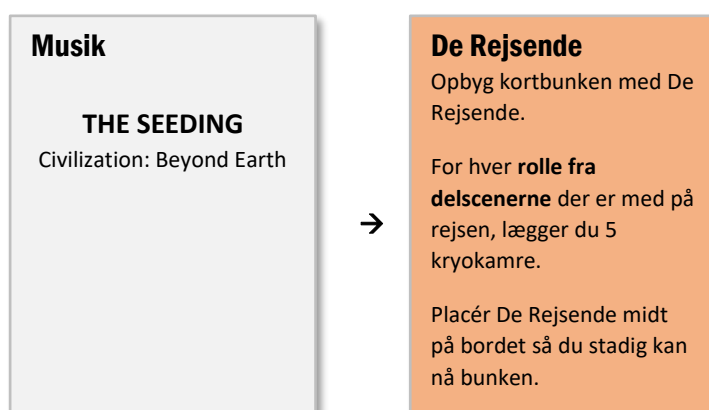 Musik
THE SEEDING
Civilization: Beyond Earth
→
De Rejsende
Opbyg kortbunken med De
Rejsende.
For hver rolle fra
delscenerne der er med på
rejsen, lægger du 5
kryokamre.
Placér De Rejsende midt
på bordet så du stadig kan
nå bunken.